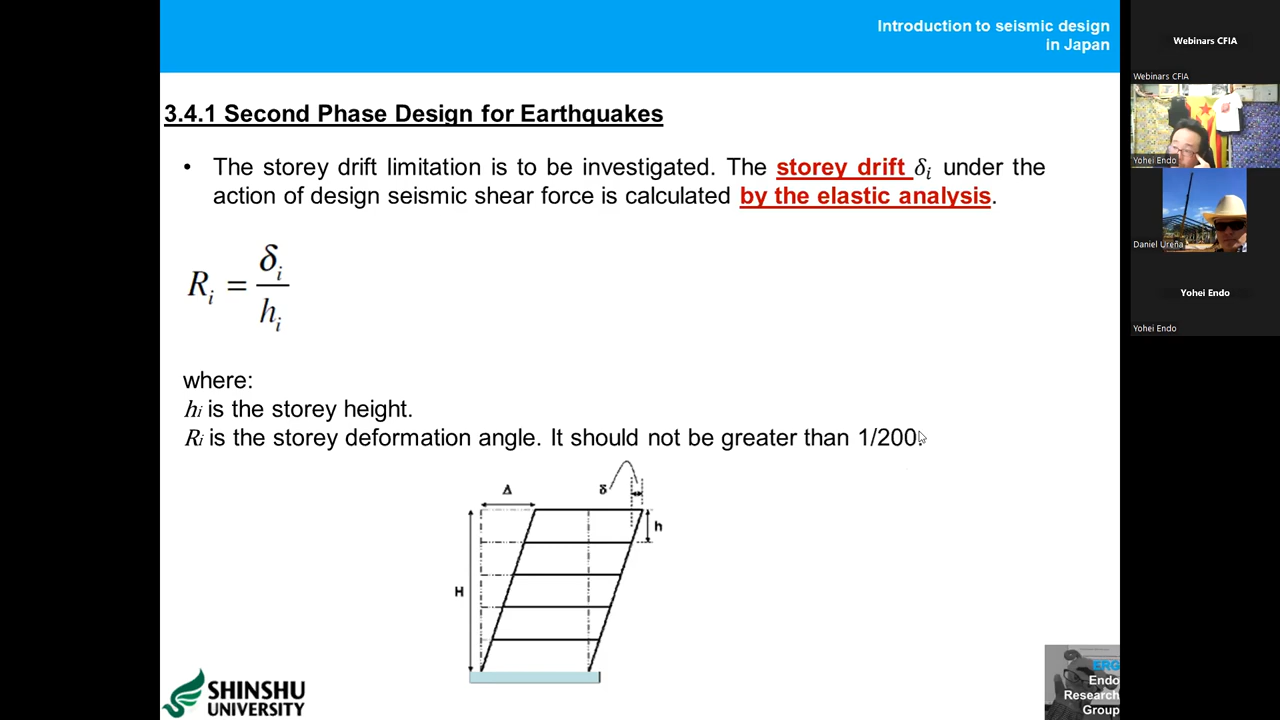 Introduction to seismic design
in Japan
3.4.1 Second Phase Design for Earthquakes
• The storey drift limitation is to be investigated. The storey drift δi under the
action of design seismic shear force is calculated by the elastic analysis.
Ri = δi / hi
where:
hi is the storey height.
Ri is the storey deformation angle. It should not be greater than 1/200.
Δ
δ
h
H
SHINSHU
UNIVERSITY
ERG
Endo
Research
Group
Webinars CFIA
Webinars CFIA
Yohei Endo
Daniel Ureña
Yohei Endo
Yohei Endo